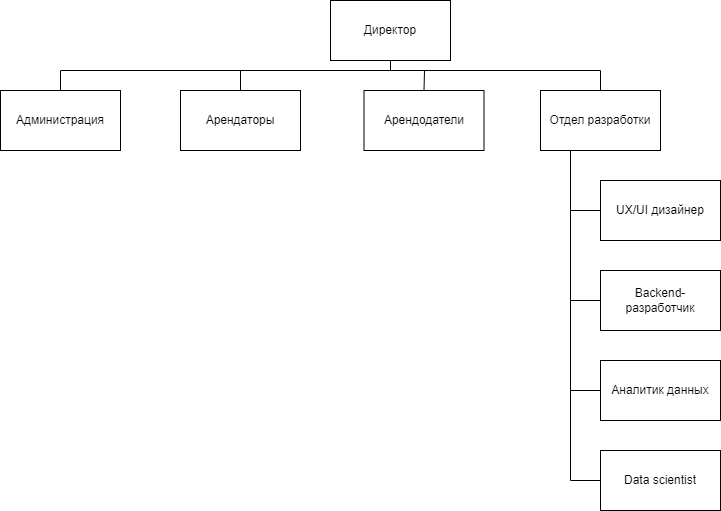 Директор
Администрация
Арендаторы
Арендодатели
Отдел разработки
UX/UI дизайнер
Backend-
разработчик
Аналитик данных
Data scientist